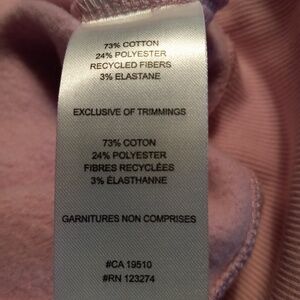 73% COTTON
24% POLYESTER
RECYCLED FIBERS
3% ELASTANE
EXCLUSIVE OF TRIMMINGS
73% COTON
24% POLYESTER
FIBRES RECYCLÉES
3% ÉLASTHANNE
GARNITURES NON COMPRISES
#CA 19510
#RN 123274